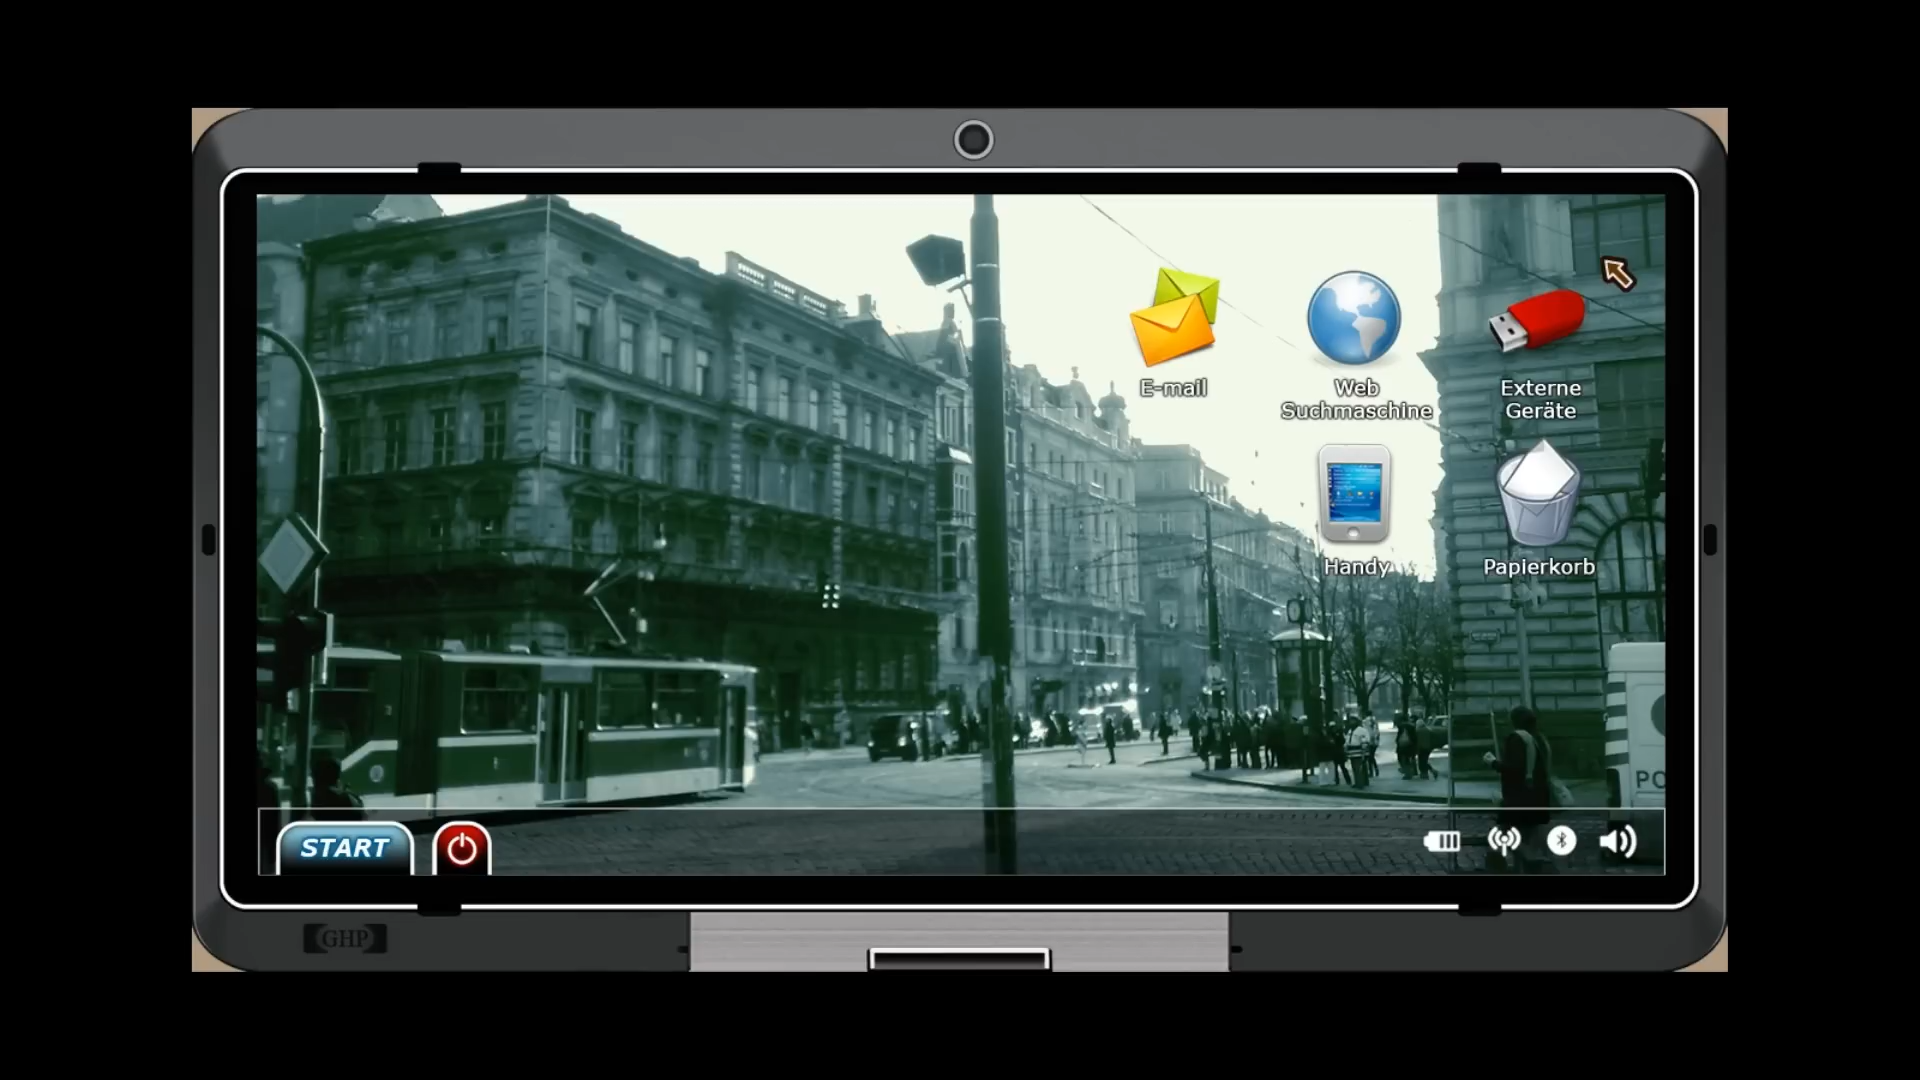 E-mail
Web
Suchmaschine
Externe
Geräte
Handy
Papierkorb
PO
START
GHP